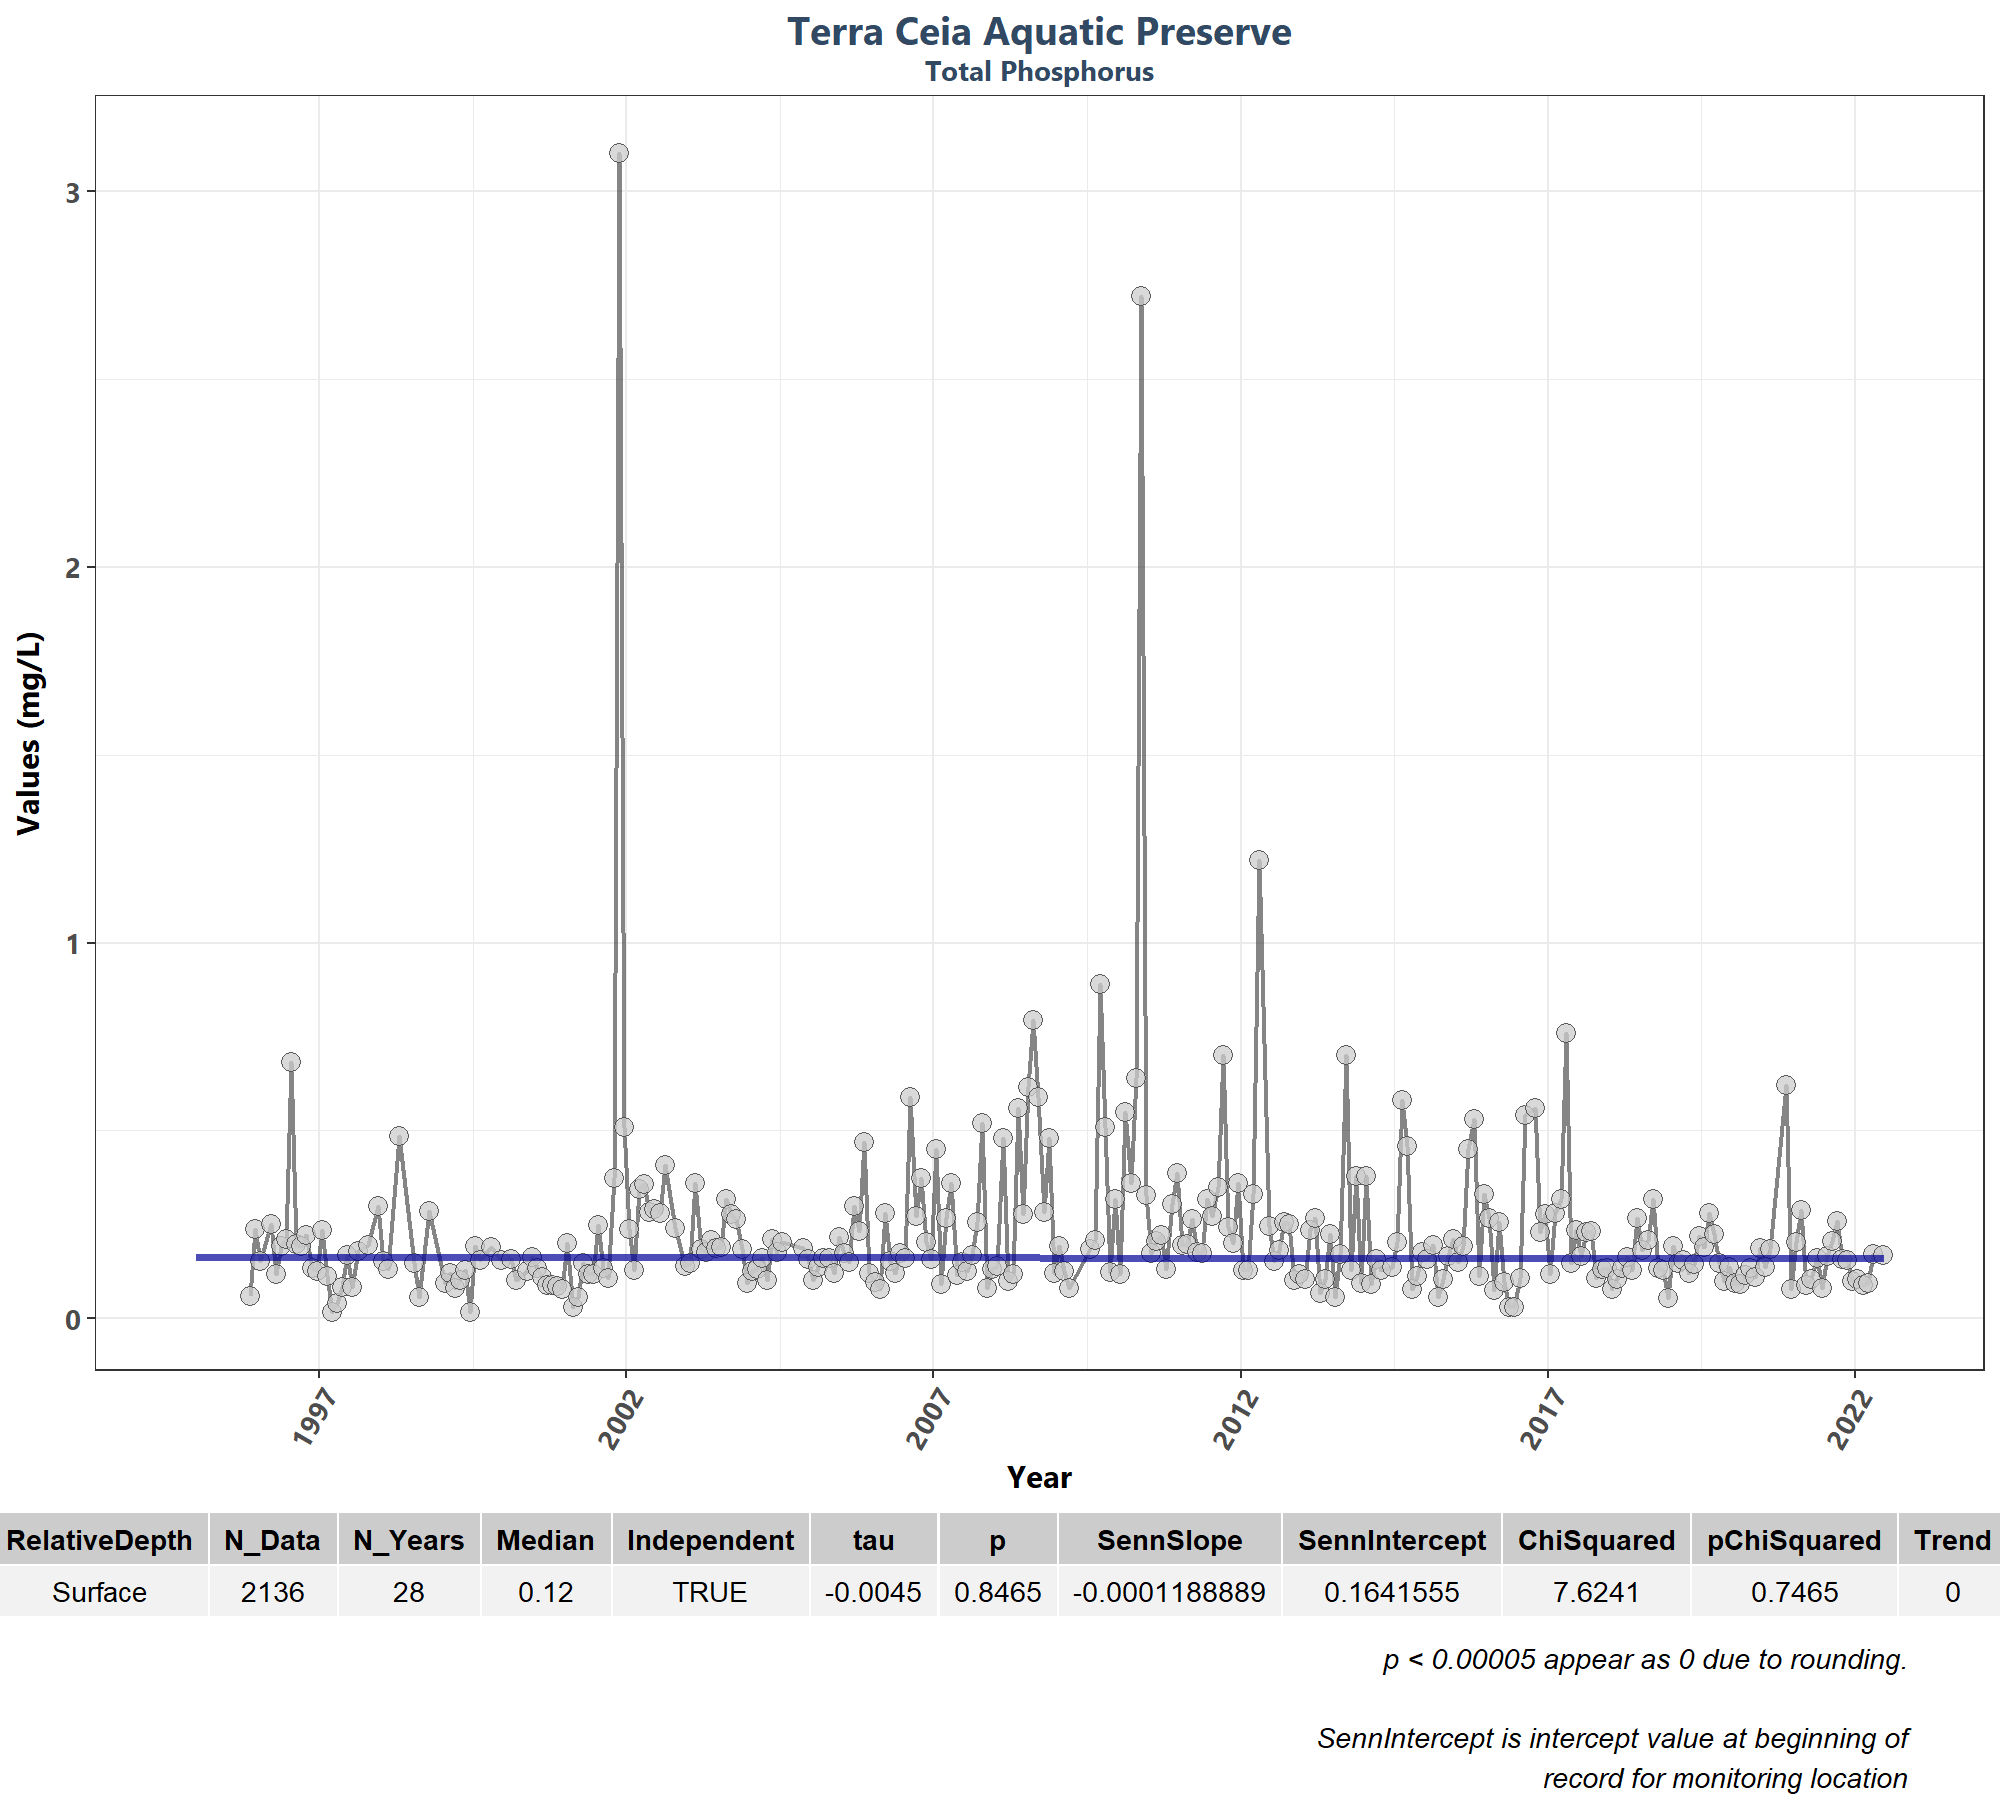 Terra Ceia Aquatic Preserve
Total Phosphorus
Values (mg/L)
3
2
1
0
1997 2002 2007 2012 2017 2022
Year
RelativeDepth N_Data N_Years Median Independent tau p SennSlope SennIntercept ChiSquared pChiSquared Trend
Surface 2136 28 0.12 TRUE -0.0045 0.8465 -0.0001188889 0.1641555 7.6241 0.7465 0
p < 0.00005 appear as 0 due to rounding.
SennIntercept is intercept value at beginning of
record for monitoring location